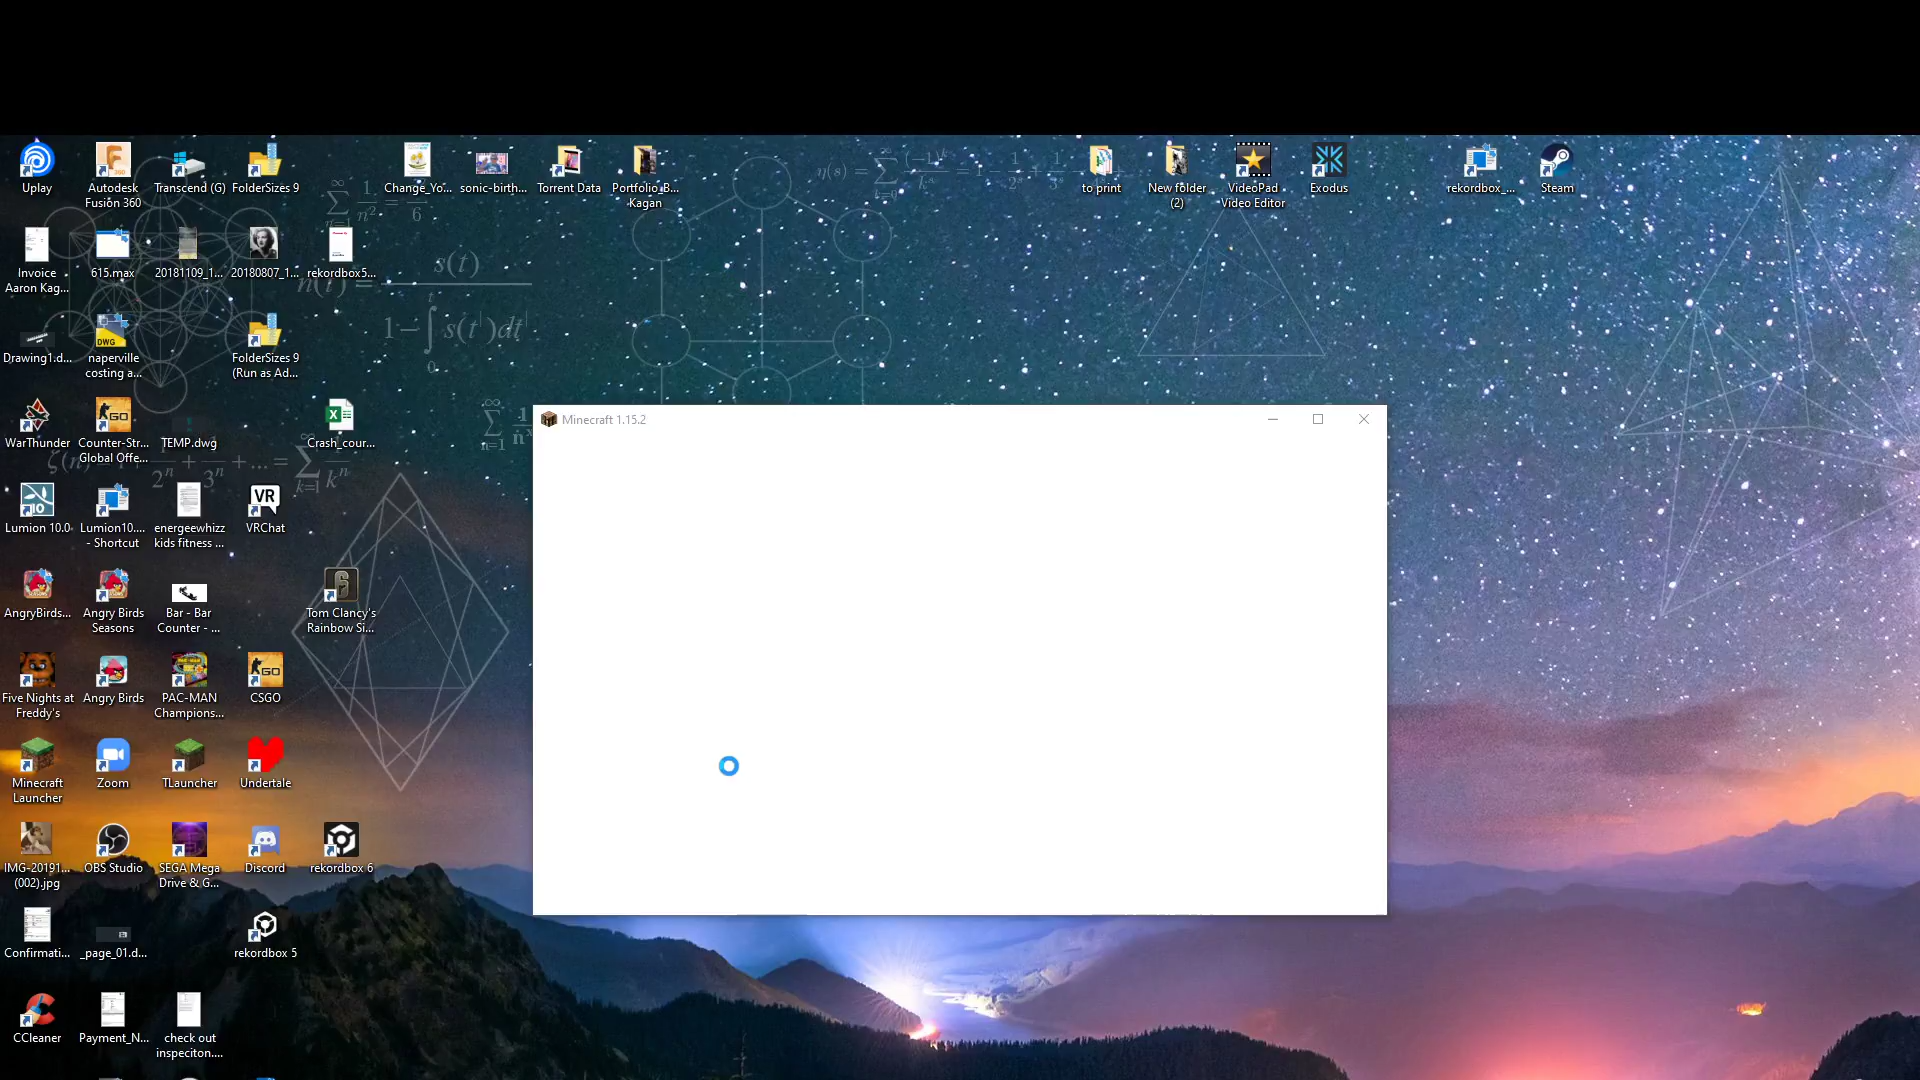 Uplay
Autodesk
Fusion 360
Transcend (G)
FolderSizes 9
Change_Yo...
sonic-birth...
Torrent Data
Portfolio_B...
Kagan
to print
New folder
(2)
VideoPad
Video Editor
Exodus
rekordbox_...
Steam
Invoice
Aaron Kag...
615.max
20181109_1...
20180807_1...
rekordbox5...
Drawing1.d...
naperville
costing a...
FolderSizes 9
(Run as Ad...
WarThunder
Counter-Str...
Global Offe...
TEMP.dwg
Crash_cour...
Minecraft 1.15.2
Lumion 10.0
Lumion10....
- Shortcut
energeewhizz
kids fitness ...
VRChat
AngryBirds...
Angry Birds
Seasons
Bar - Bar
Counter - ...
Tom Clancy's
Rainbow Si...
Five Nights at
Freddy's
Angry Birds
PAC-MAN
Champions...
CSGO
Minecraft
Launcher
Zoom
TLauncher
Undertale
IMG-20191...
(002).jpg
OBS Studio
SEGA Mega
Drive & G...
Discord
rekordbox 6
Confirmati...
_page_01.d...
rekordbox 5
CCleaner
Payment_N...
check out
inspeciton....